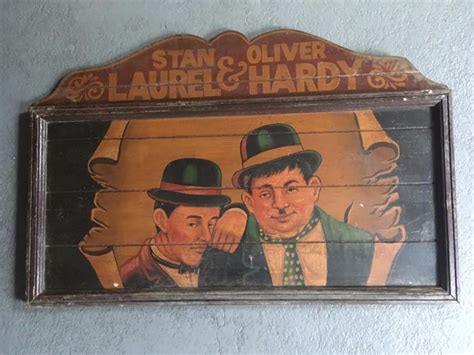 STAN OLIVER
LAUREL & HARDY